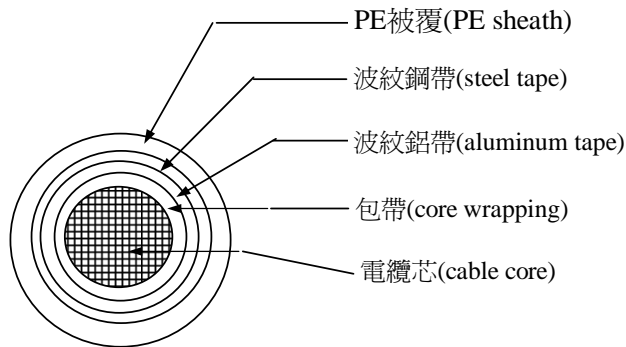 PE被覆(PE sheath)
波紋鋼帶(steel tape)
波紋鋁帶(aluminum tape)
包帶(core wrapping)
電纜芯(cable core)